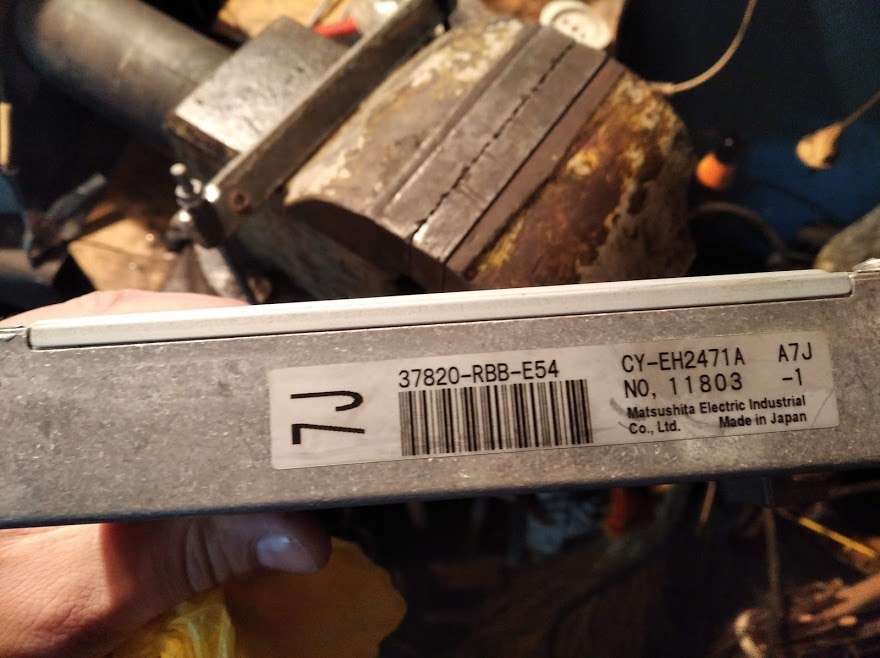 7J
37820-RBB-E54
CY-EH2471A A7J
NO, 11803 -1
Matsushita Electric Industrial
Co., Ltd. Made in Japan